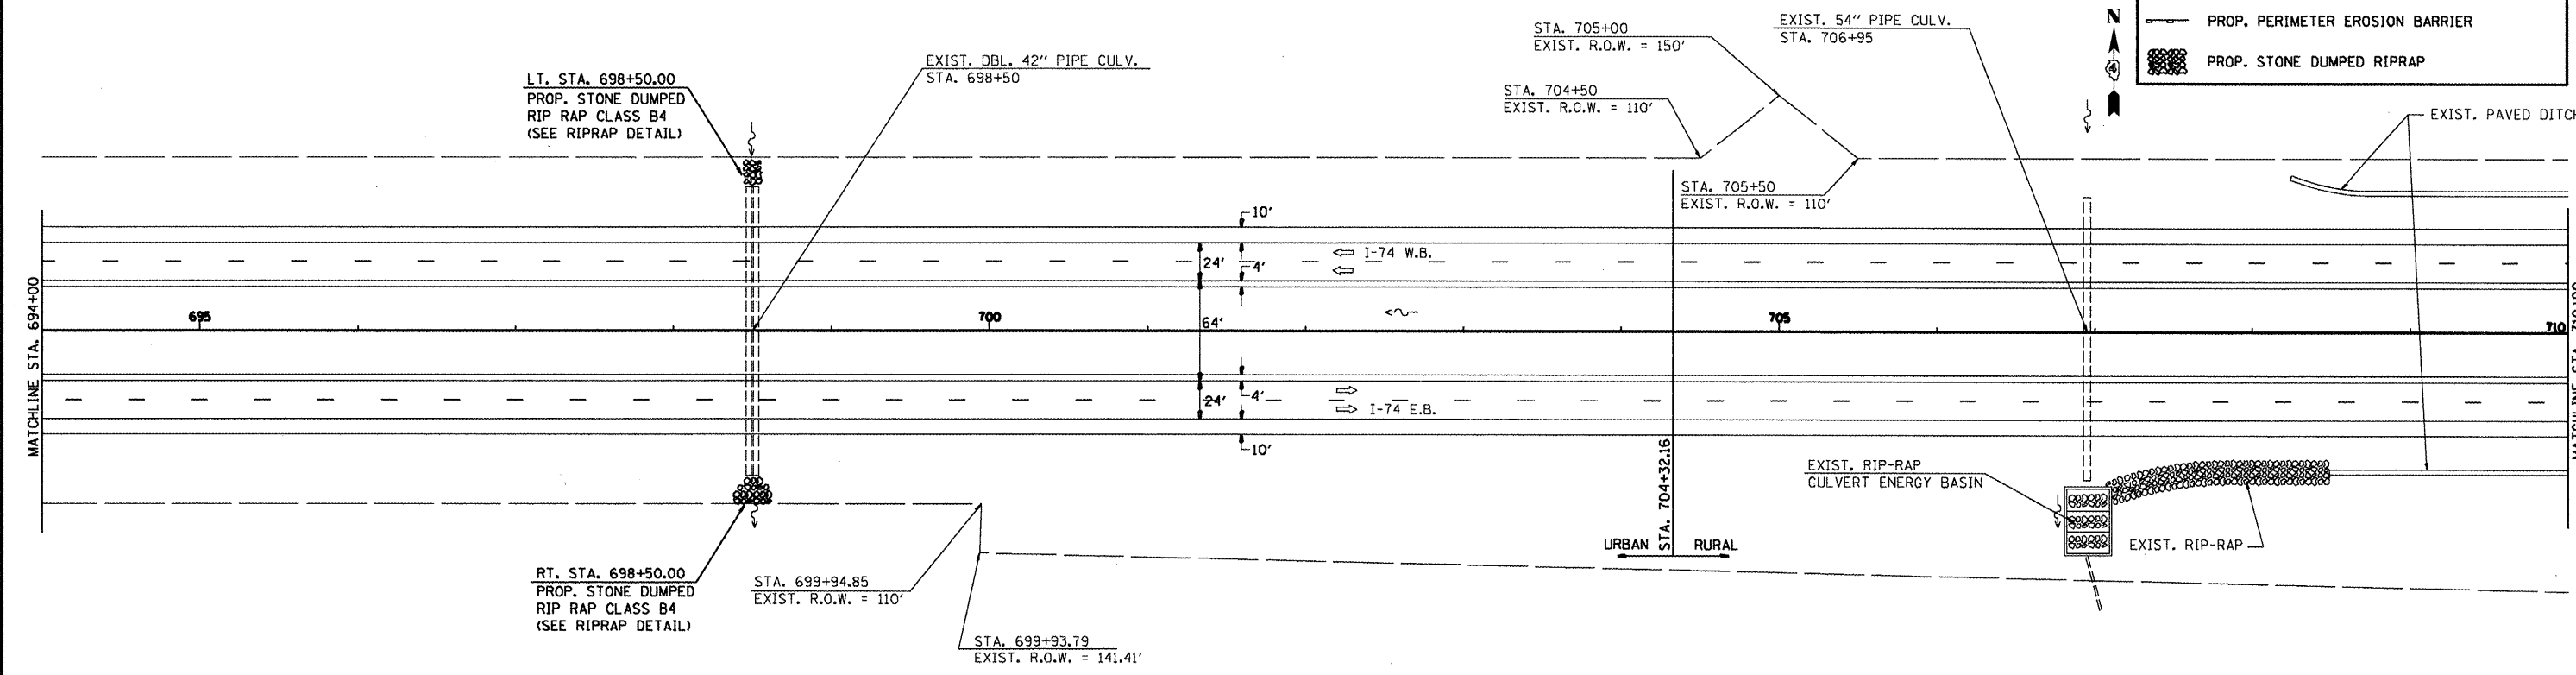 N
PROP. PERIMETER EROSION BARRIER
PROP. STONE DUMPED RIPRAP
STA. 705+00
EXIST. R.O.W. = 150'
EXIST. 54" PIPE CULV.
STA. 706+95
EXIST. DBL. 42" PIPE CULV.
STA. 698+50
LT. STA. 698+50.00
PROP. STONE DUMPED
RIP RAP CLASS B4
(SEE RIPRAP DETAIL)
STA. 704+50
EXIST. R.O.W. = 110'
EXIST. PAVED DITCH
STA. 705+50
EXIST. R.O.W. = 110'
10'
I-74 W.B.
24'
4'
MATCHLINE STA. 694+00
695
700
705
710
64'
4'
24'
I-74 E.B.
10'
STA. 704+32.16
EXIST. RIP-RAP
CULVERT ENERGY BASIN
URBAN
RURAL
EXIST. RIP-RAP
RT. STA. 698+50.00
PROP. STONE DUMPED
RIP RAP CLASS B4
(SEE RIPRAP DETAIL)
STA. 699+94.85
EXIST. R.O.W. = 110'
STA. 699+93.79
EXIST. R.O.W. = 141.41'
MATCHLINE STA.